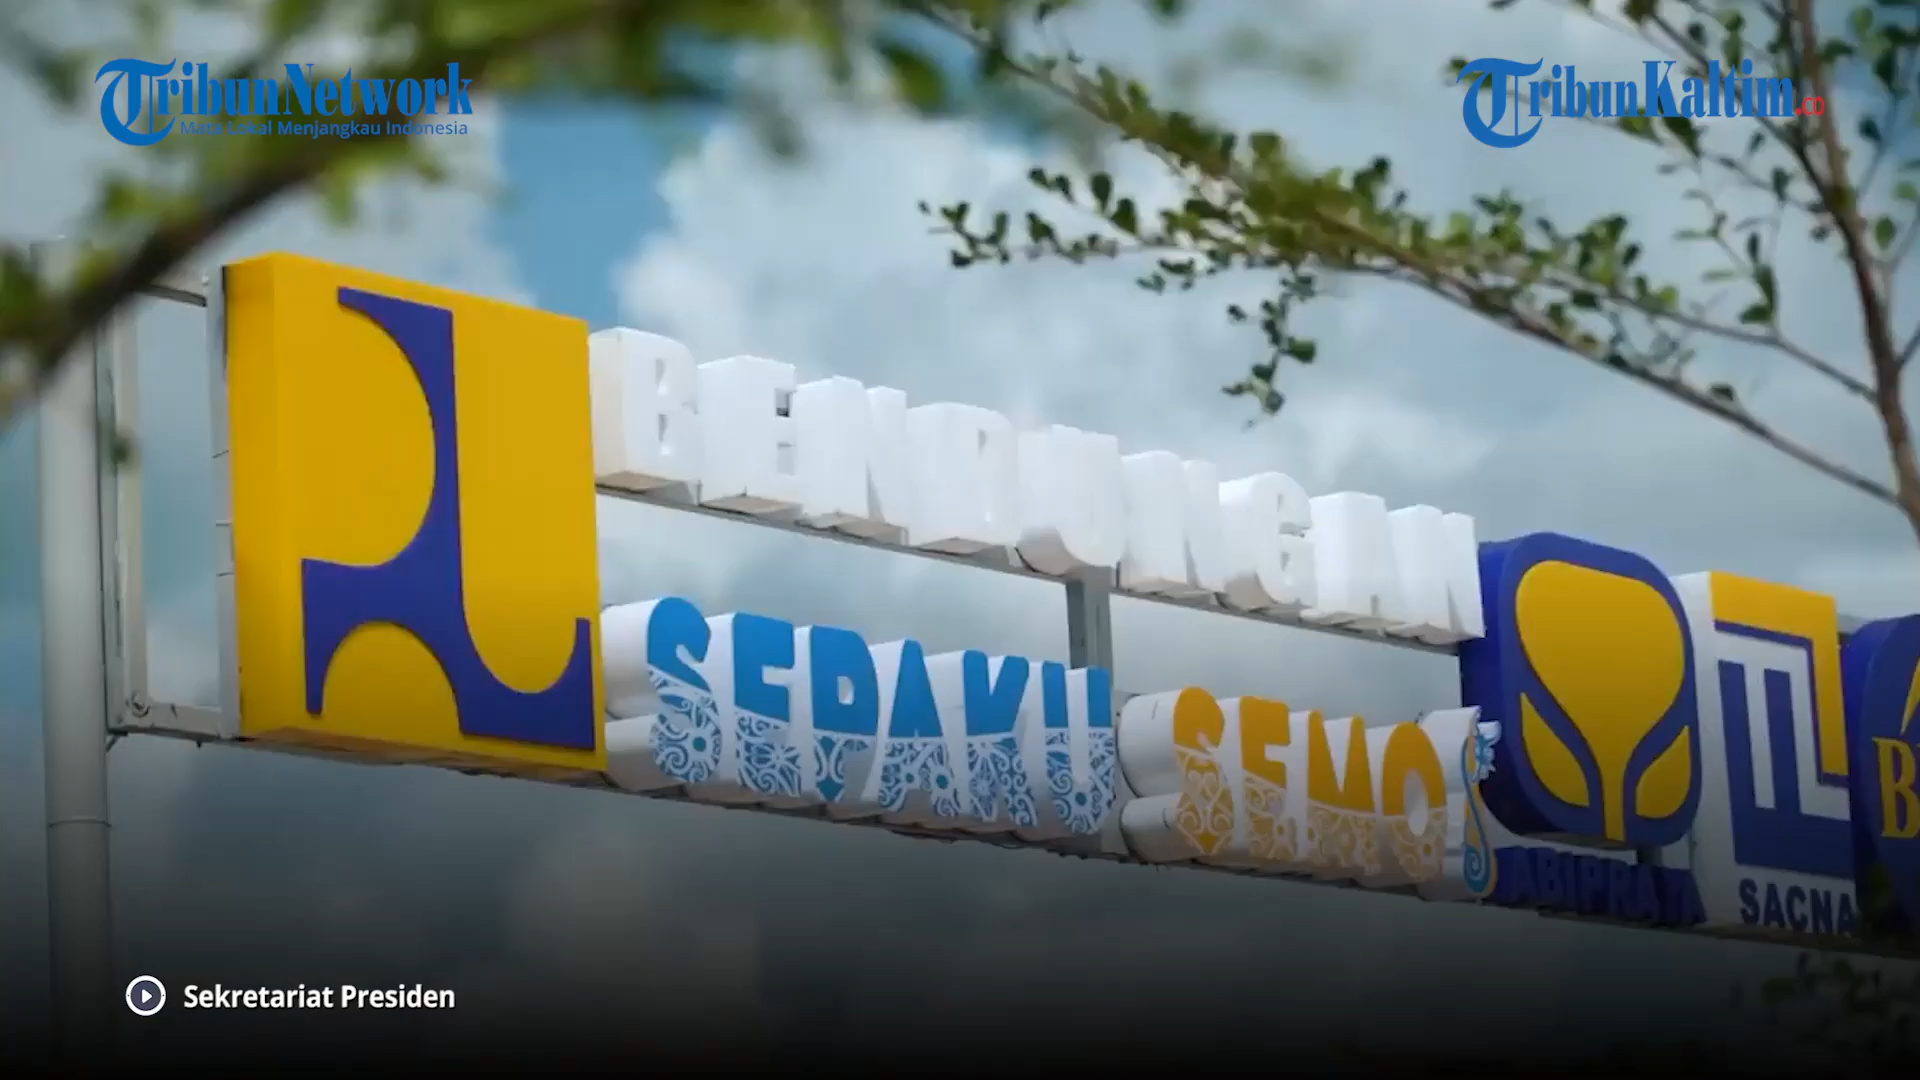 TribunNetwork
Mata Lokal Menjangkau Indonesia
TribunKaltim.co
BENDUNGAN
SEPAKU SEMOI
ABIPRAYA
SACNA
B
Sekretariat Presiden